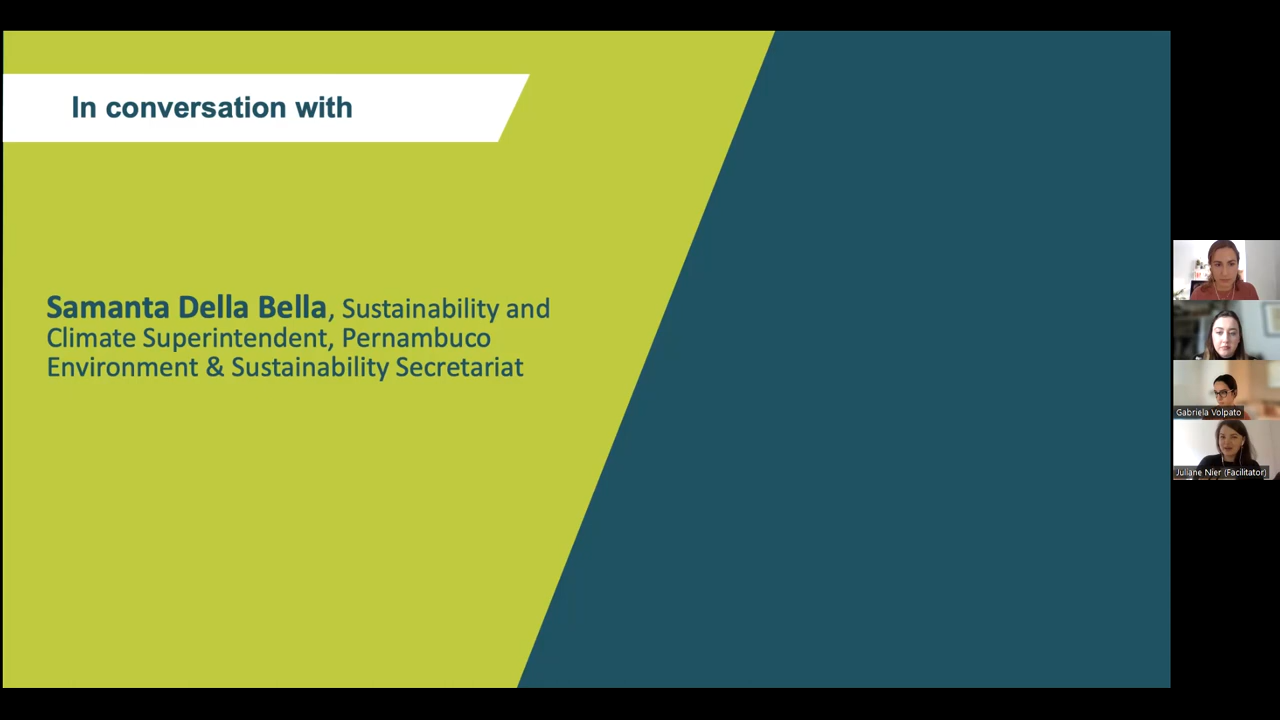 In conversation with
Samanta Della Bella, Sustainability and
Climate Superintendent, Pernambuco
Environment & Sustainability Secretariat
Gabriela Volpato
Juliane Nier (Facilitator)